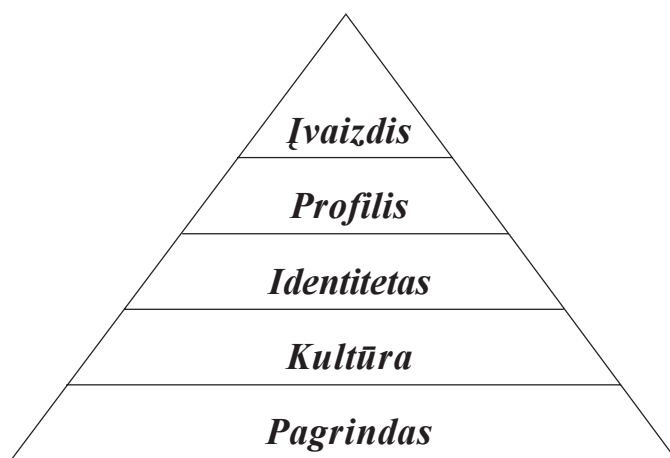 Įvaizdis
Profilis
Identitetas
Kultūra
Pagrindas